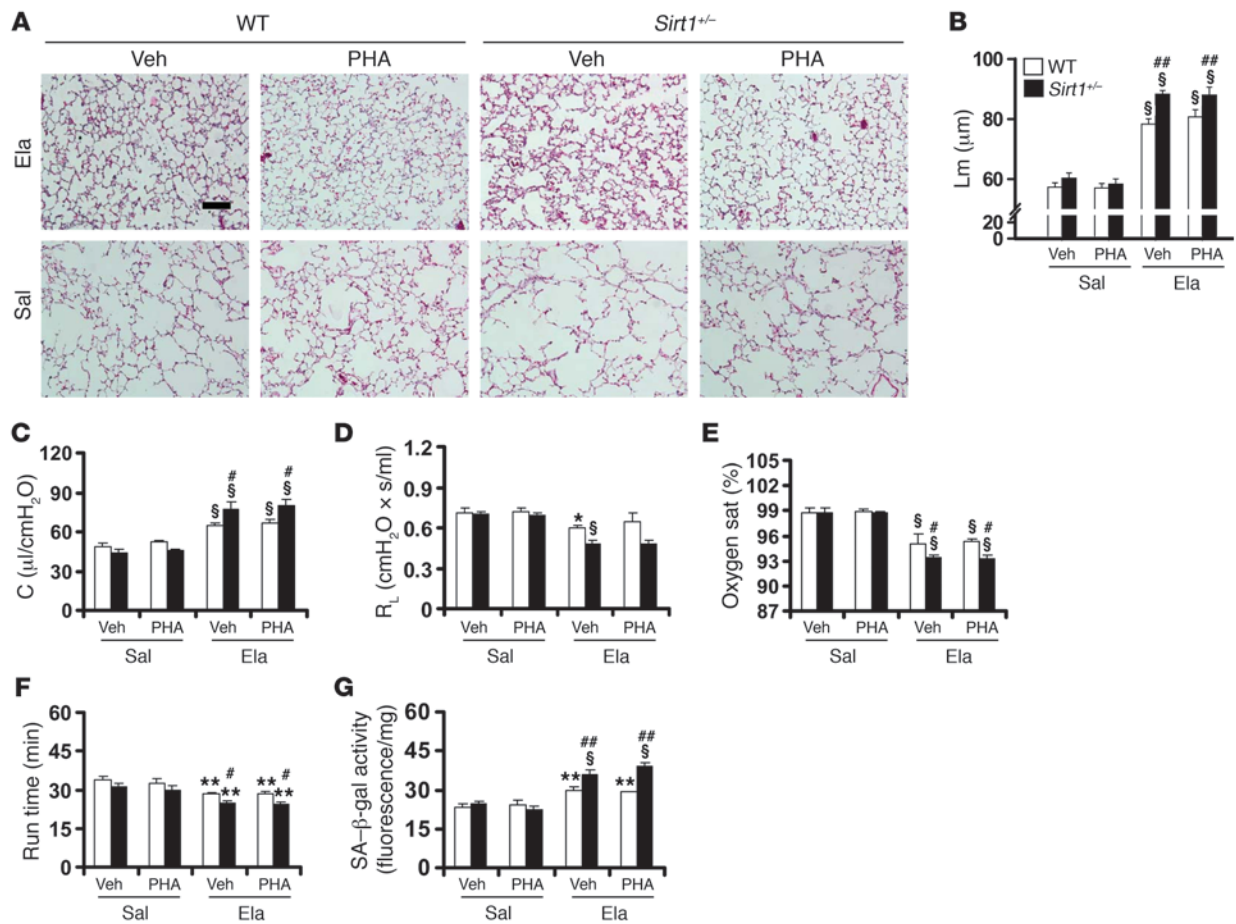 A
WT
Sirt1+/–
Veh
PHA
Veh
PHA
Ela
Sal
B
Lm (μm)
100
80
60
20
0
WT
Sirt1+/–
##
##
§
§
§
§
Veh
PHA
Veh
PHA
Sal
Ela
C
C (μl/cmH2O)
120
90
60
30
0
#
#
§
§
§
§
Veh
PHA
Veh
PHA
Sal
Ela
D
RL (cmH2O × s/ml)
1.2
0.9
0.6
0.3
0
*
§
Veh
PHA
Veh
PHA
Sal
Ela
E
Oxygen sat (%)
105
102
99
96
93
90
87
§
#
§
§
#
§
Veh
PHA
Veh
PHA
Sal
Ela
F
Run time (min)
60
45
30
15
0
#
#
**
**
**
**
Veh
PHA
Veh
PHA
Sal
Ela
G
SA–β-gal activity
(fluorescence/mg)
60
45
30
15
0
##
##
**
§
**
§
Veh
PHA
Veh
PHA
Sal
Ela